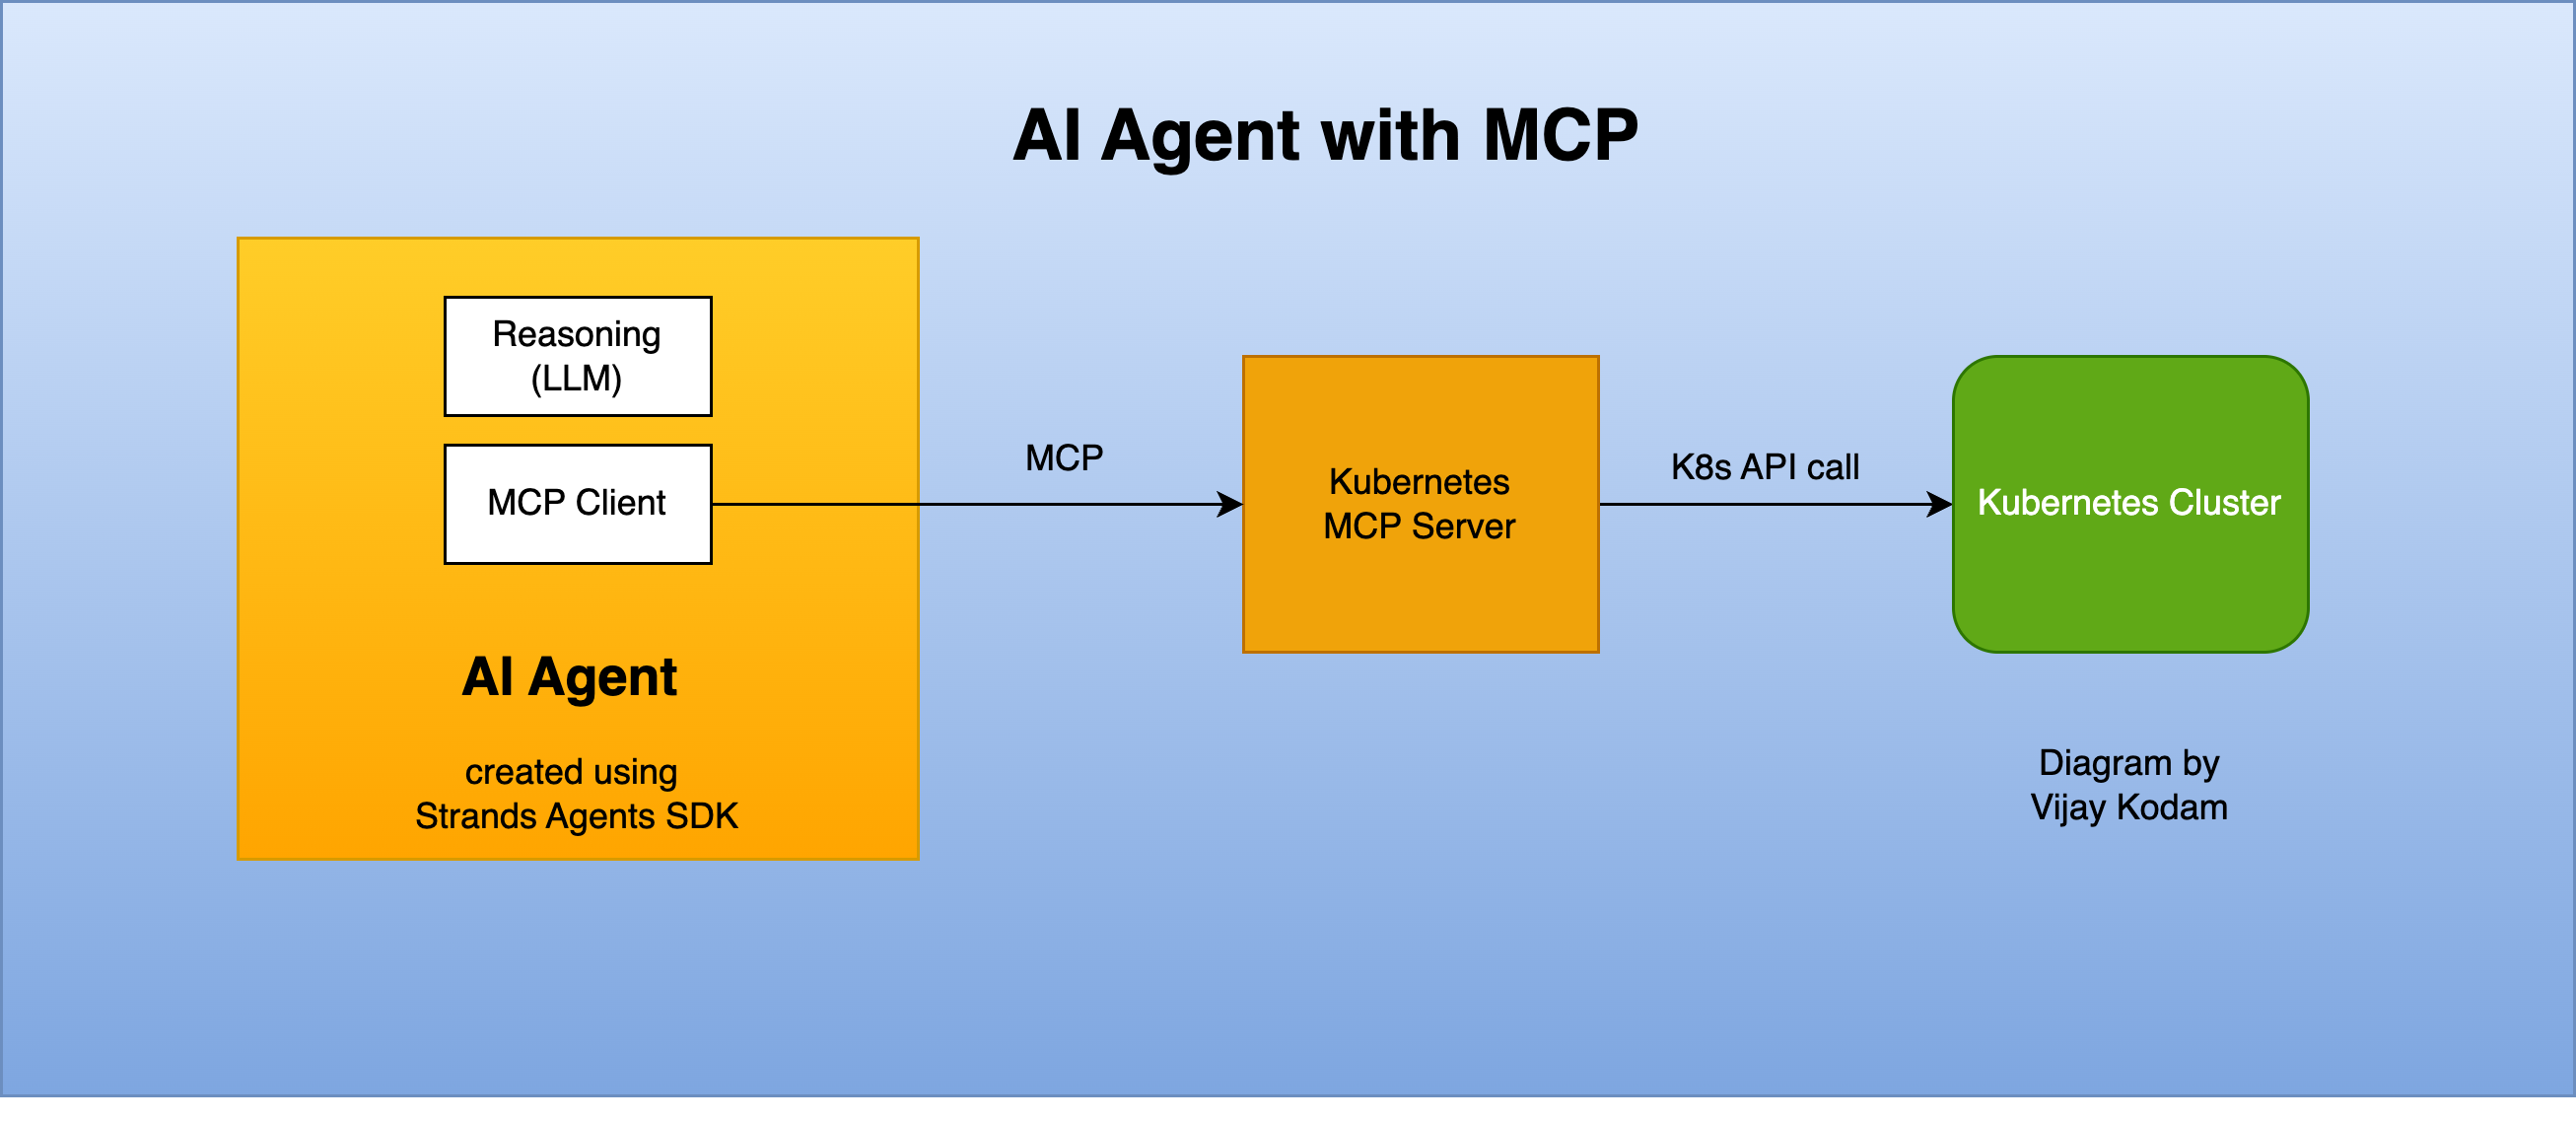 AI Agent with MCP
Reasoning
(LLM)
MCP Client
AI Agent
created using
Strands Agents SDK
MCP
Kubernetes
MCP Server
K8s API call
Kubernetes Cluster
Diagram by
Vijay Kodam